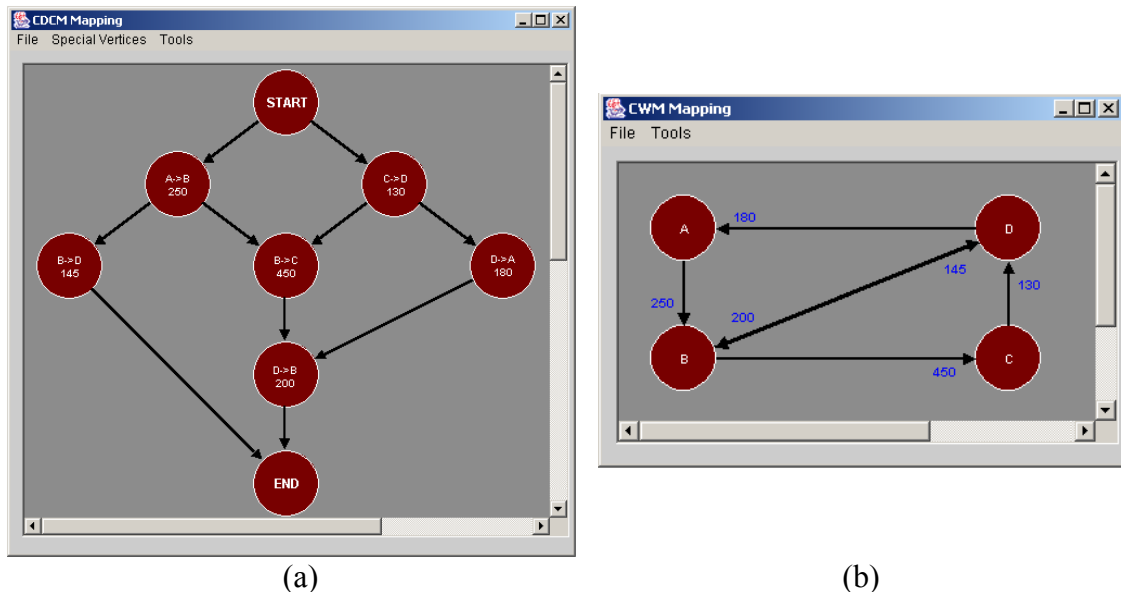 CDCM Mapping
File Special Vertices Tools
START
A->B
250
C->D
130
B->D
145
B->C
450
D->A
180
D->B
200
END
(a)
CWM Mapping
File Tools
A
180
D
145
130
250
200
B
450
C
(b)